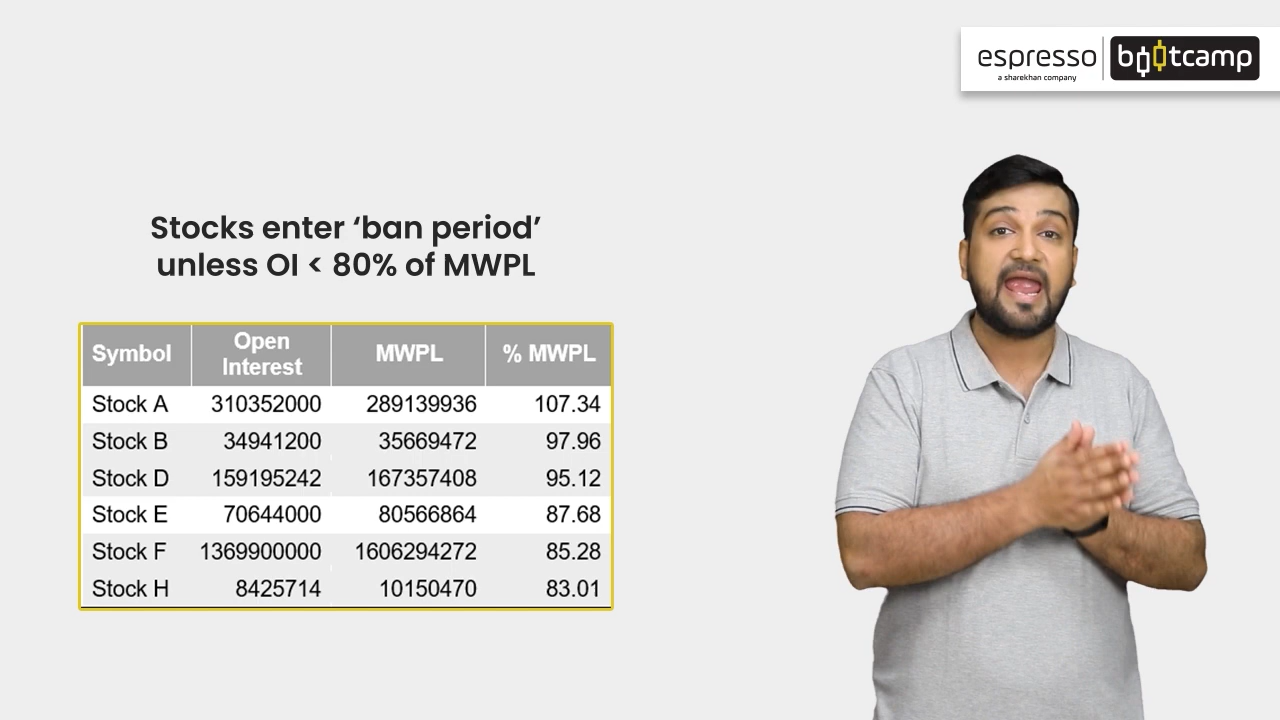 espresso
a sharekhan company
bootcamp
Stocks enter ‘ban period’
unless OI < 80% of MWPL
Symbol Open Interest MWPL % MWPL
Stock A 310352000 289139936 107.34
Stock B 34941200 35669472 97.96
Stock D 159195242 167357408 95.12
Stock E 70644000 80566864 87.68
Stock F 1369900000 1606294272 85.28
Stock H 8425714 10150470 83.01